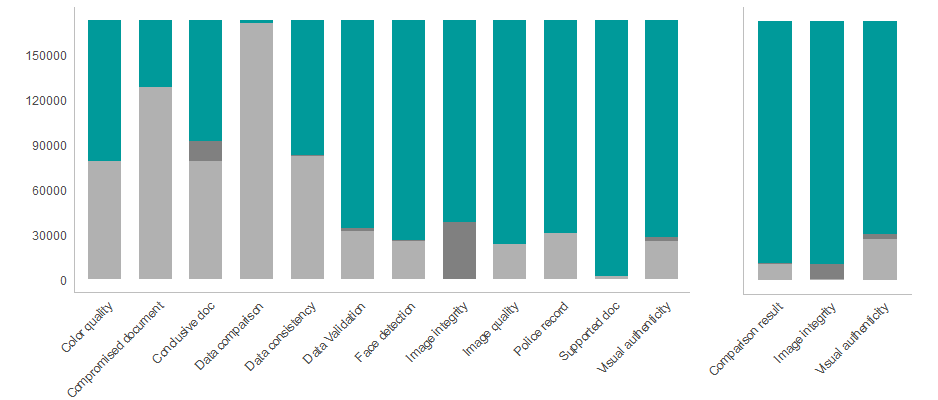 150000
120000
90000
60000
30000
0
Color quality
Compromised document
Conclusive doc
Data comparison
Data consistency
Data Validation
Face detection
Image integrity
Image quality
Police record
Supported doc
Visual authenticity
Comparison result
Image integrity
Visual authenticity